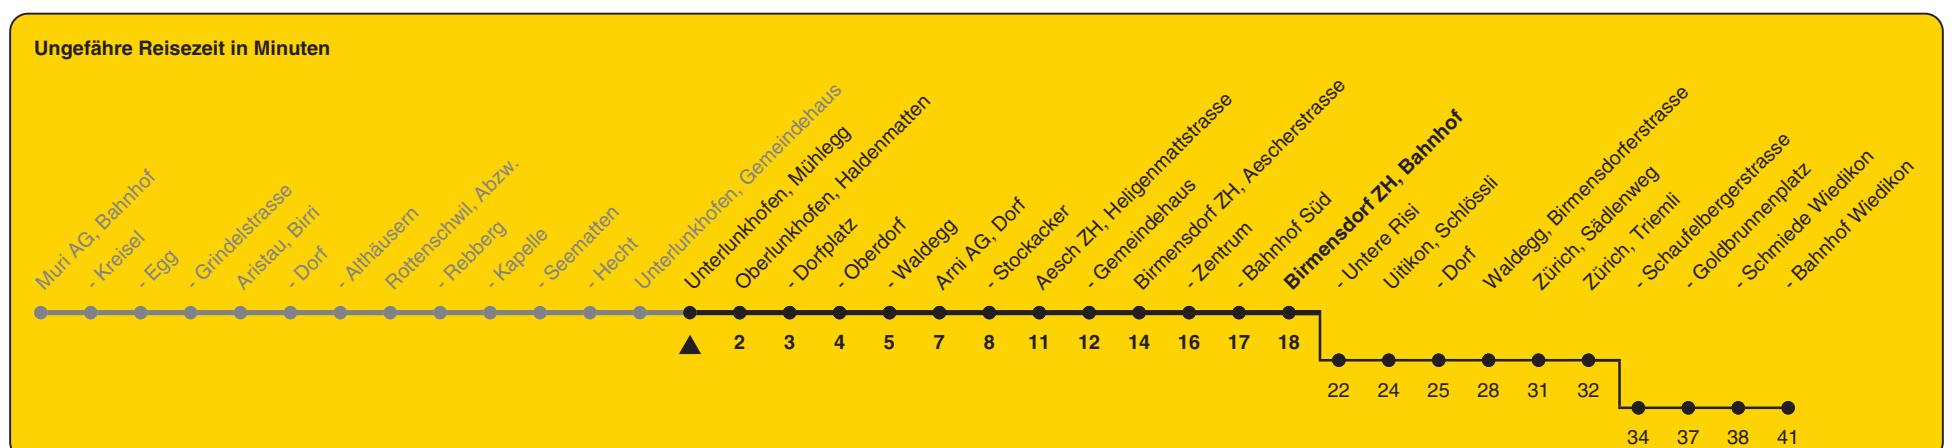 Ungefähre Reisezeit in Minuten
Muri AG, Bahnhof
- Kreisel
- Egg
- Grindelstrasse
Aristau, Birri
- Dorf
- Althäusern
Rottenschwil, Abzw.
- Rebberg
- Kapelle
- Seematten
- Hecht
Unterlunkhofen, Gemeindehaus
Unterlunkhofen, Mühlegg
Oberlunkhofen, Haldenmatten
- Dorfplatz
- Oberdorf
- Waldegg
Arni AG, Dorf
- Stockacker
Aesch ZH, Heligenmattstrasse
- Gemeindehaus
Birmensdorf ZH, Aescherstrasse
- Zentrum
- Bahnhof Süd
Birmensdorf ZH, Bahnhof
- Untere Risi
Uitikon, Schlössli
- Dorf
Waldegg, Birmensdorferstrasse
Zürich, Sädlenweg
Zürich, Triemli
- Schaufelbergerstrasse
- Goldbrunnenplatz
- Schmiede Wiedikon
- Bahnhof Wiedikon
2 3 4 5 7 8 11 12 14 16 17 18
22 24 25 28 31 32
34 37 38 41